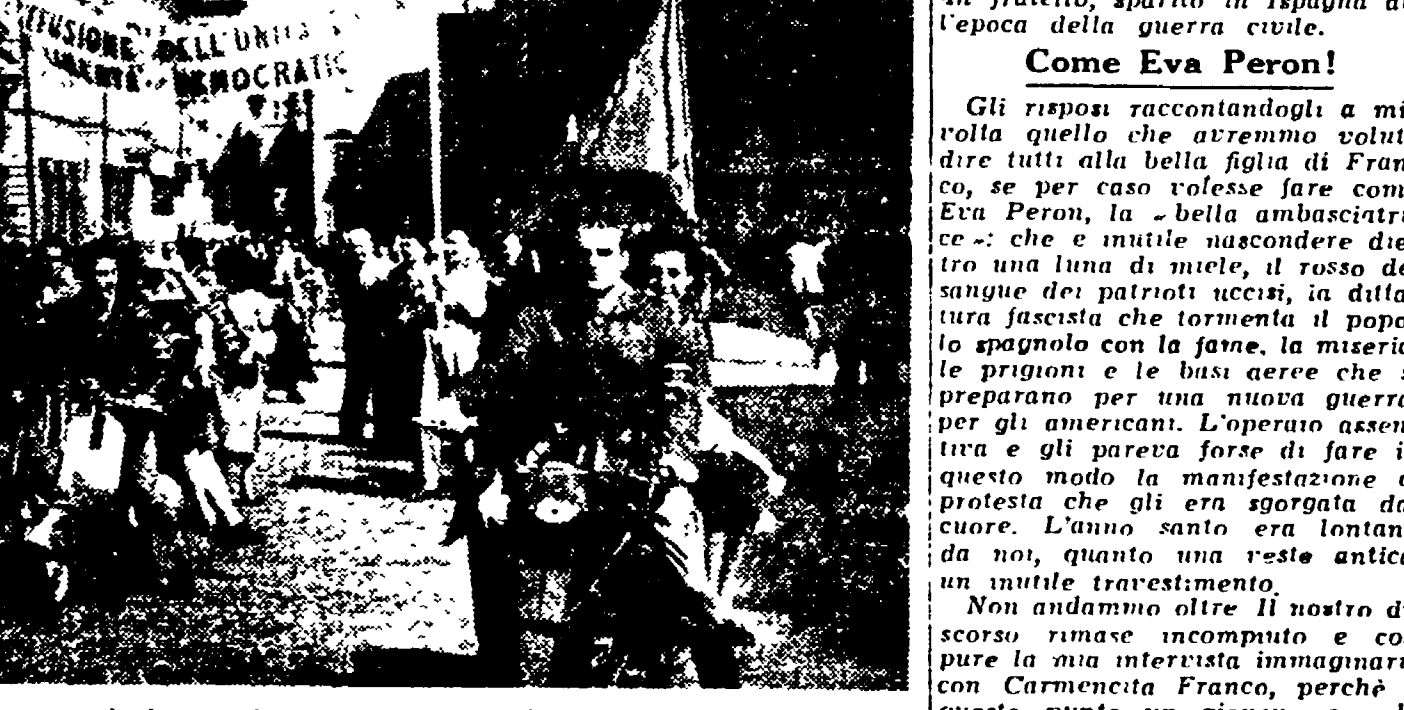 DELL'UNITÀ
DEMOCRATIC
fratello, sparito in Ispagna
l'epoca della guerra civile.
Come Eva Peron!
Gli risposi raccontandogli a mi
volta quello che avremmo volut
dire tutti alla bella figlia di Fran
co, se per caso volesse fare com
Eva Peron, la « bella ambasciatri
ce »: che e inutile nascondere die
tro una luna di miele, il rosso de
sangue dei patrioti uccisi, la ditta
tura fascista che tormenta il popo
lo spagnolo con la fame, la miseria
le prigioni e le basi aeree che s
preparano per una nuova guerra
per gli americani. L'operaio assen
tiva e gli pareva forse di fare i
questo modo la manifestazione d
protesta che gli era sgorgata da
cuore. L'anno santo era lontan
da noi, quanto una veste antica
un inutile travestimento.
Non andammo oltre Il nostro di
scorso rimase incompiuto e co
pure la mia intervista immaginari
con Carmencita Franco, perchè
questo punto un